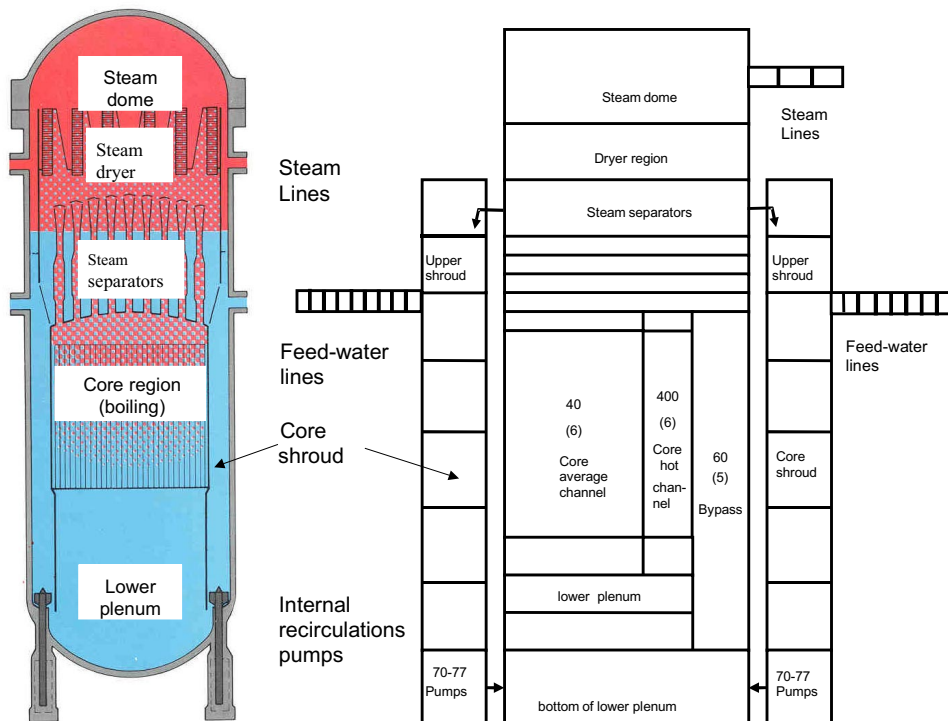 Steam
dome
Steam
dryer
Steam
separators
Core region
(boiling)
Lower
plenum
Steam
Lines
Feed-water
lines
Core
shroud
Internal
recirculations
pumps
Steam dome
Dryer region
Steam separators
Steam
Lines
Upper
shroud
Upper
shroud
Feed-water
lines
40
(6)
Core
average
channel
400
(6)
Core
hot
chan-
nel
60
(5)
Bypass
Core
shroud
lower plenum
70-77
Pumps
bottom of lower plenum
70-77
Pumps